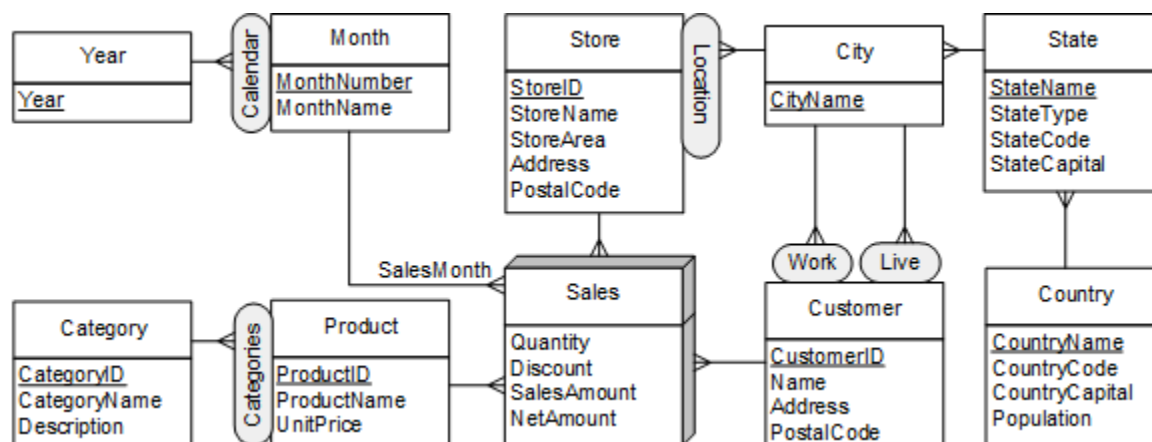 Year
Year
Calendar
Month
MonthNumber
MonthName
Store
StoreID
StoreName
StoreArea
Address
PostalCode
Location
City
CityName
State
StateName
StateType
StateCode
StateCapital
SalesMonth
Work
Live
Category
CategoryID
CategoryName
Description
Categories
Product
ProductID
ProductName
UnitPrice
Sales
Quantity
Discount
SalesAmount
NetAmount
Customer
CustomerID
Name
Address
PostalCode
Country
CountryName
CountryCode
CountryCapital
Population